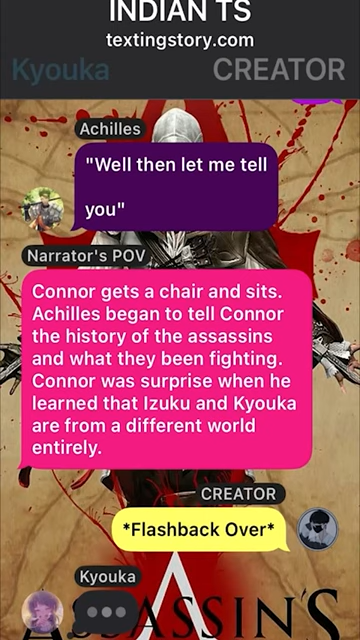 INDIAN TS
textingstory.com
Kyouka
CREATOR
Achilles
"Well then let me tell
you"
Narrator's POV
Connor gets a chair and sits.
Achilles began to tell Connor
the history of the assassins
and what they been fighting.
Connor was surprise when he
learned that Izuku and Kyouka
are from a different world
entirely.
CREATOR
*Flashback Over*
Kyouka
ASSASSIN'S